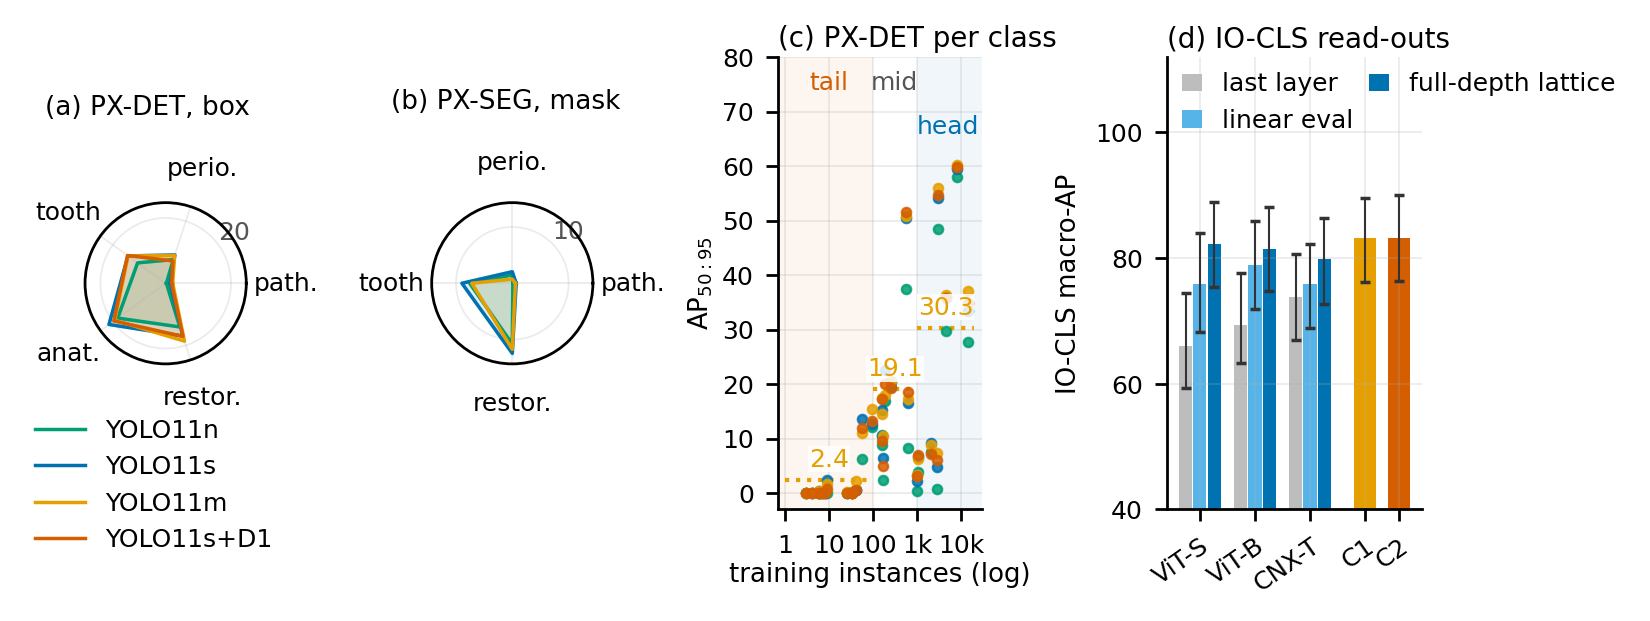 (a) PX-DET, box
perio.
tooth
20
path.
anat.
restor.
YOLO11n
YOLO11s
YOLO11m
YOLO11s+D1
(b) PX-SEG, mask
perio.
10
tooth
path.
restor.
(c) PX-DET per class
80
70
60
50
40
30
20
10
0
AP50:95
tail
mid
head
30.3
19.1
2.4
1
10
100
1k
10k
training instances (log)
(d) IO-CLS read-outs
last layer
full-depth lattice
linear eval
100
80
60
40
IO-CLS macro-AP
ViT-S
ViT-B
CNX-T
C1
C2